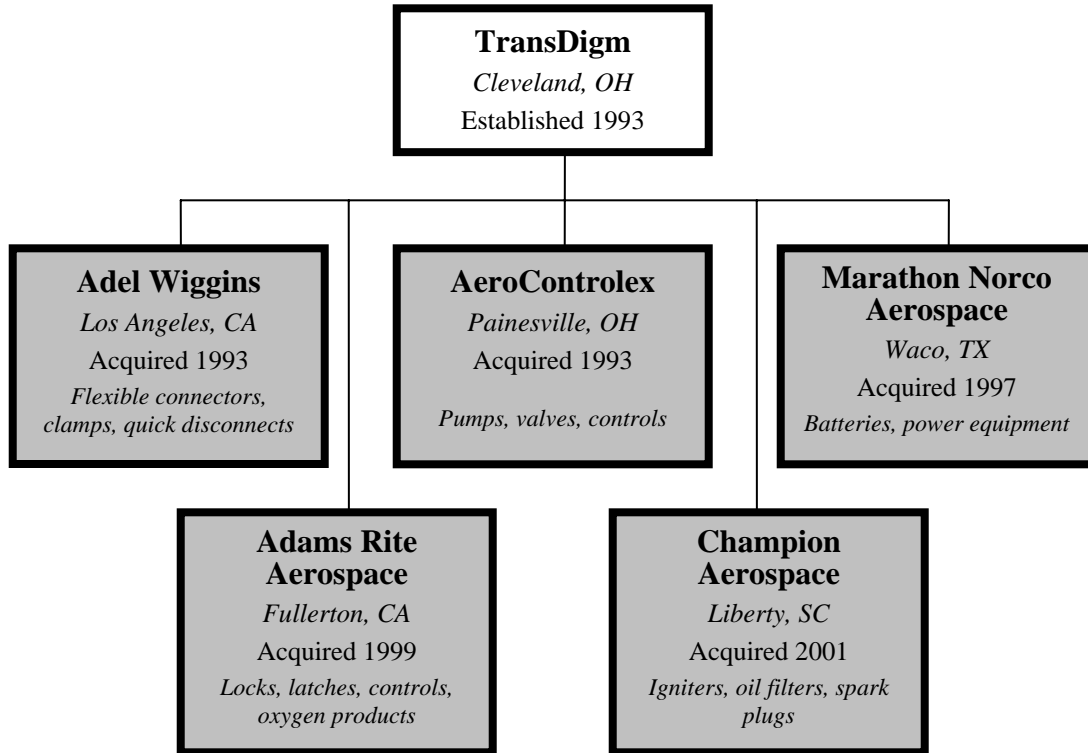 TransDigm
Cleveland, OH
Established 1993
Adel Wiggins
Los Angeles, CA
Acquired 1993
Flexible connectors,
clamps, quick disconnects
AeroControlex
Painesville, OH
Acquired 1993
Pumps, valves, controls
Marathon Norco
Aerospace
Waco, TX
Acquired 1997
Batteries, power equipment
Adams Rite
Aerospace
Fullerton, CA
Acquired 1999
Locks, latches, controls,
oxygen products
Champion
Aerospace
Liberty, SC
Acquired 2001
Igniters, oil filters, spark
plugs